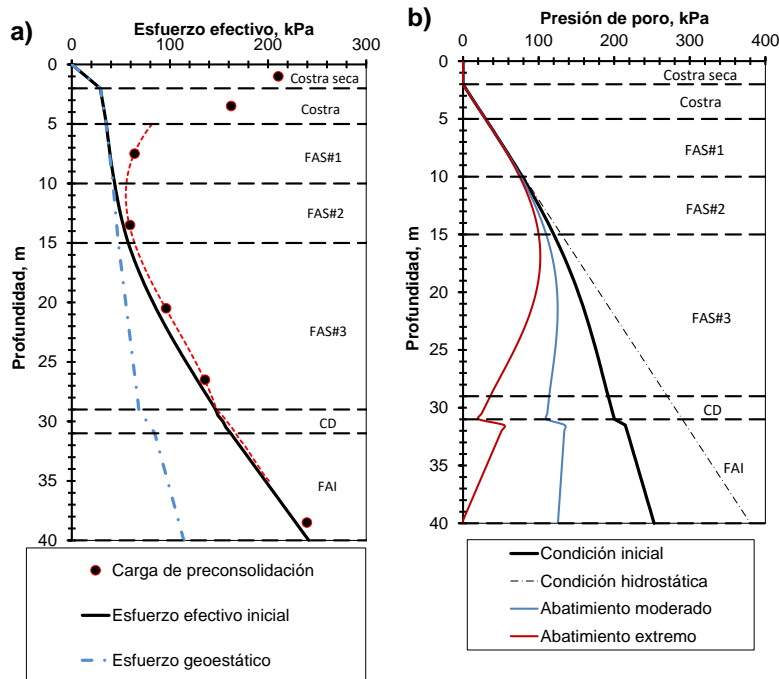 a)
Esfuerzo efectivo, kPa
0 100 200 300
0
5
10
15
20
25
30
35
40
Profundidad, m
Costra seca
Costra
FAS#1
FAS#2
FAS#3
CD
FAI
Carga de preconsolidación
Esfuerzo efectivo inicial
Esfuerzo geoestático
b)
Presión de poro, kPa
0 100 200 300 400
0
5
10
15
20
25
30
35
40
Profundidad, m
Costra seca
Costra
FAS#1
FAS#2
FAS#3
CD
FAI
Condición inicial
Condición hidrostática
Abatimiento moderado
Abatimiento extremo